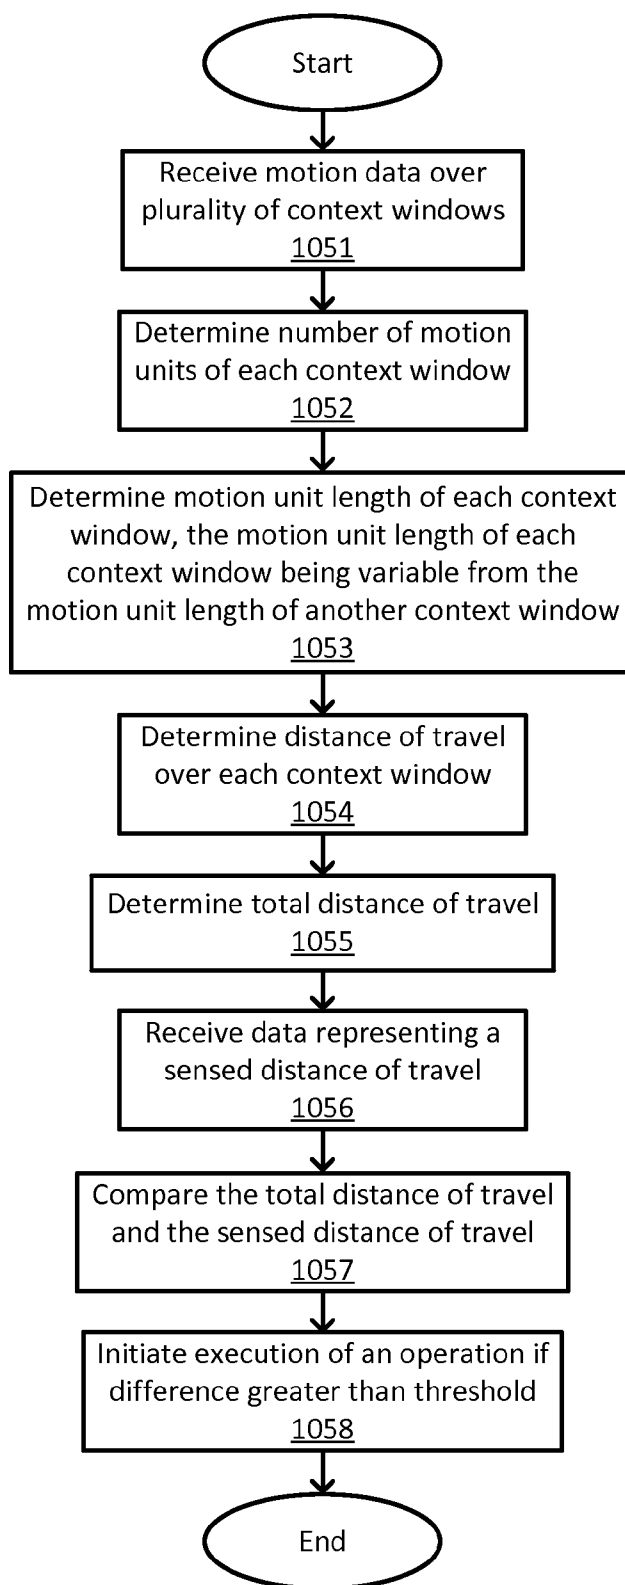 Start
Receive motion data over
plurality of context windows
1051
Determine number of motion
units of each context window
1052
Determine motion unit length of each context
window, the motion unit length of each
context window being variable from the
motion unit length of another context window
1053
Determine distance of travel
over each context window
1054
Determine total distance of travel
1055
Receive data representing a
sensed distance of travel
1056
Compare the total distance of travel
and the sensed distance of travel
1057
Initiate execution of an operation if
difference greater than threshold
1058
End